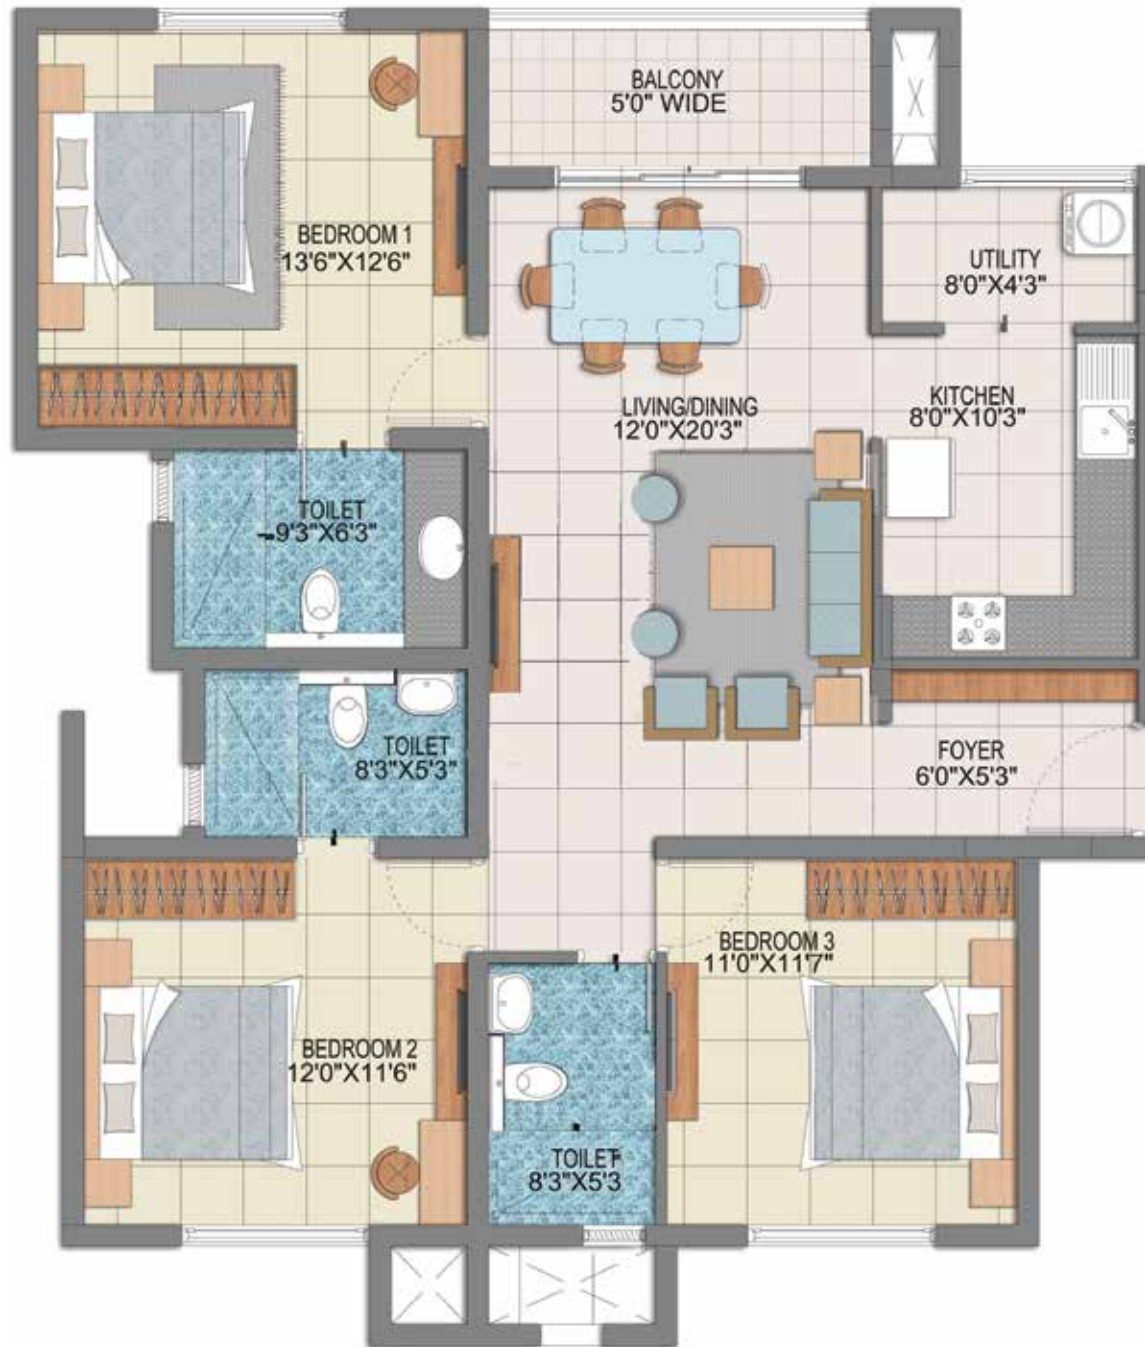 BALCONY
5'0" WIDE
BEDROOM 1
13'6"X12'6"
UTILITY
8'0"X4'3"
LIVING/DINING
12'0"X20'3"
KITCHEN
8'0"X10'3"
TOILET
9'3"X6'3"
TOILET
8'3"X5'3"
FOYER
6'0"X5'3"
BEDROOM 3
11'0"X11'7"
BEDROOM 2
12'0"X11'6"
TOILET
8'3"X5'3